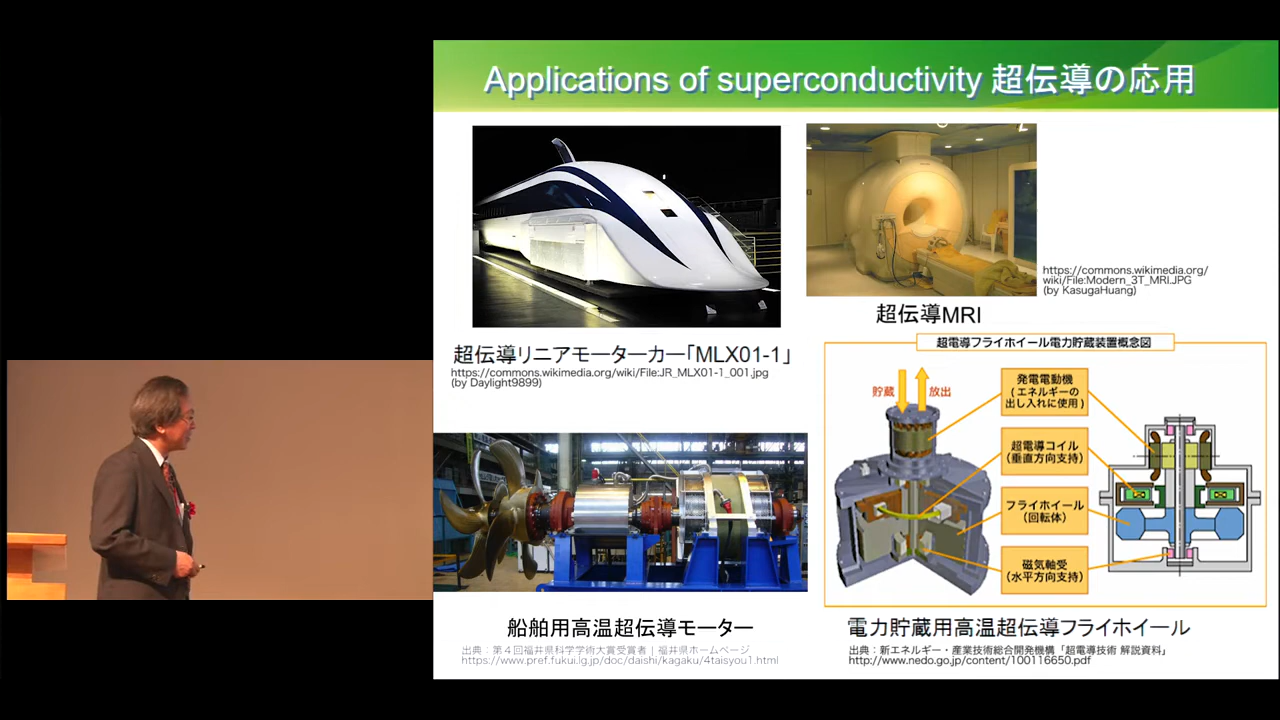 Applications of superconductivity 超伝導の応用
https://commons.wikimedia.org/
wiki/File:Modern_3T_MRI.JPG
(by KasugaHuang)
超伝導MRI
超伝導リニアモーターカー「MLX01-1」
https://commons.wikimedia.org/wiki/File:JR_MLX01-1_001.jpg
(by Daylight9899)
超電導フライホイール電力貯蔵装置概念図
貯蔵
放出
発電電動機
(エネルギーの
出し入れに使用)
超電導コイル
(垂直方向支持)
フライホイール
(回転体)
磁気軸受
(水平方向支持)
船舶用高温超伝導モーター
出典:第4回福井県科学学術大賞受賞者 | 福井県ホームページ
https://www.pref.fukui.lg.jp/doc/daishi/kagaku/4taisyou1.html
電力貯蔵用高温超伝導フライホイール
出典:新エネルギー・産業技術総合開発機構「超電導技術 解説資料」
http://www.nedo.go.jp/content/100116650.pdf